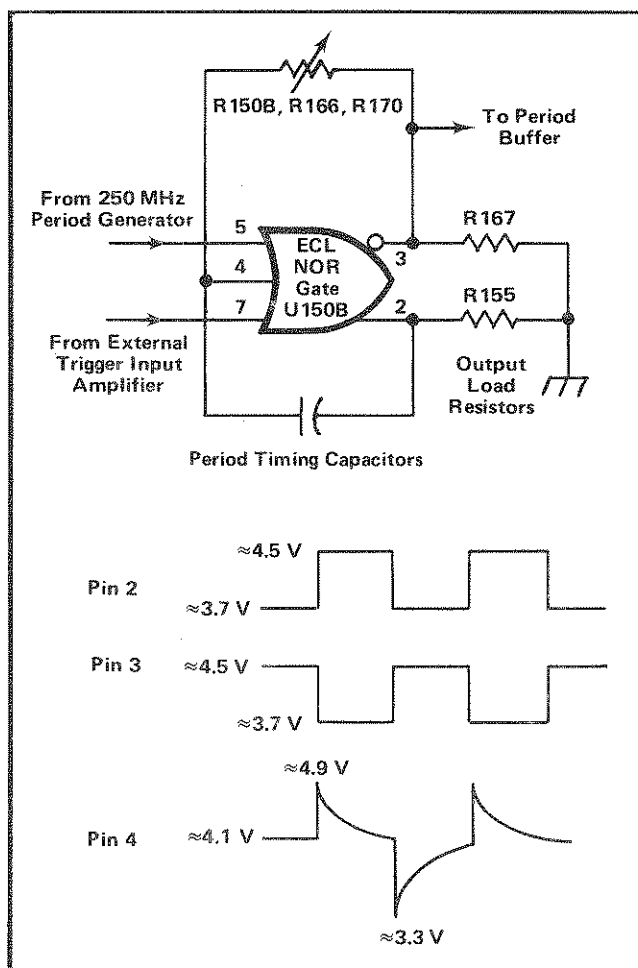 R150B, R166, R170
To Period
Buffer
From 250 MHz
Period Generator
5
ECL
NOR
Gate
U150B
3
R167
4
7
2
R155
From External
Trigger Input
Amplifier
Output
Load
Resistors
Period Timing Capacitors
≈4.5 V
Pin 2
≈3.7 V
Pin 3
≈4.5 V
≈3.7 V
≈4.9 V
Pin 4
≈4.1 V
≈3.3 V